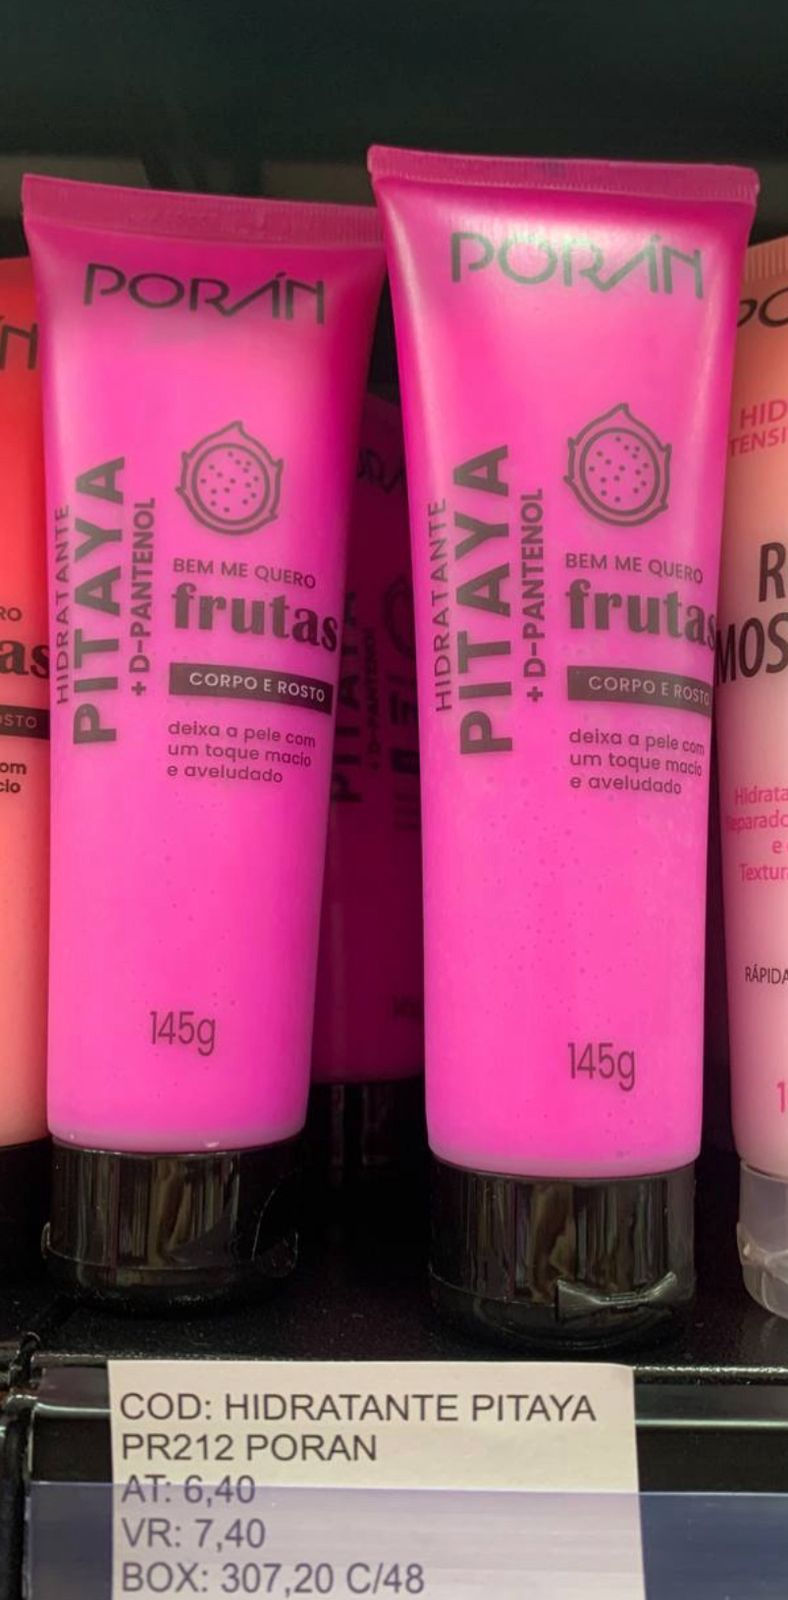 PORÁN
HIDRATANTE
PITAYA
+ D-PANTENOL
BEM ME QUERO
frutas
CORPO E ROSTO
deixa a pele com
um toque macio
e aveludado
145g
PORÁN
HIDRATANTE
PITAYA
+ D-PANTENOL
BEM ME QUERO
frutas
CORPO E ROSTO
deixa a pele com
um toque macio
e aveludado
145g
COD: HIDRATANTE PITAYA
PR212 PORAN
AT: 6,40
VR: 7,40
BOX: 307,20 C/48